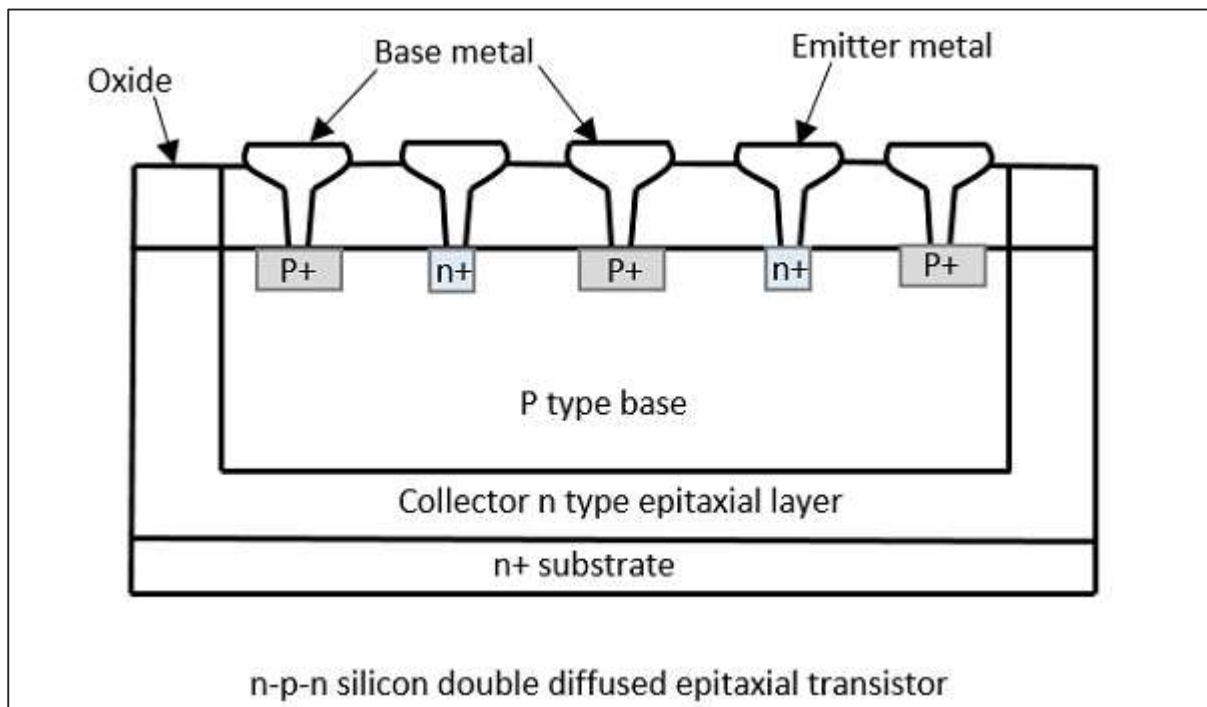 Base metal
Emitter metal
Oxide
P+
n+
P+
n+
P+
P type base
Collector n type epitaxial layer
n+ substrate
n-p-n silicon double diffused epitaxial transistor